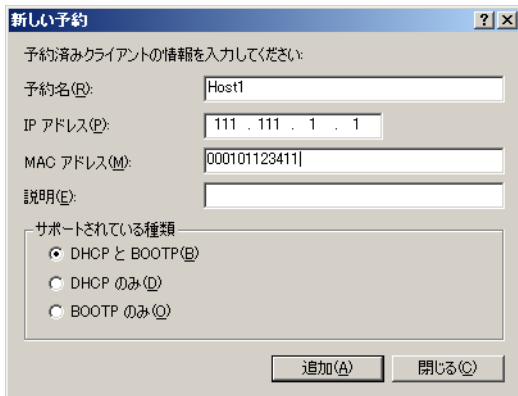 新しい予約
予約済みクライアントの情報を入力してください:
予約名(R): Host1
IP アドレス(P): 111 . 111 . 1 . 1
MAC アドレス(M): 000101123411
説明(E):
サポートされている種類
DHCP と BOOTP(B)
DHCP のみ(D)
BOOTP のみ(O)
追加(A) 閉じる(C)